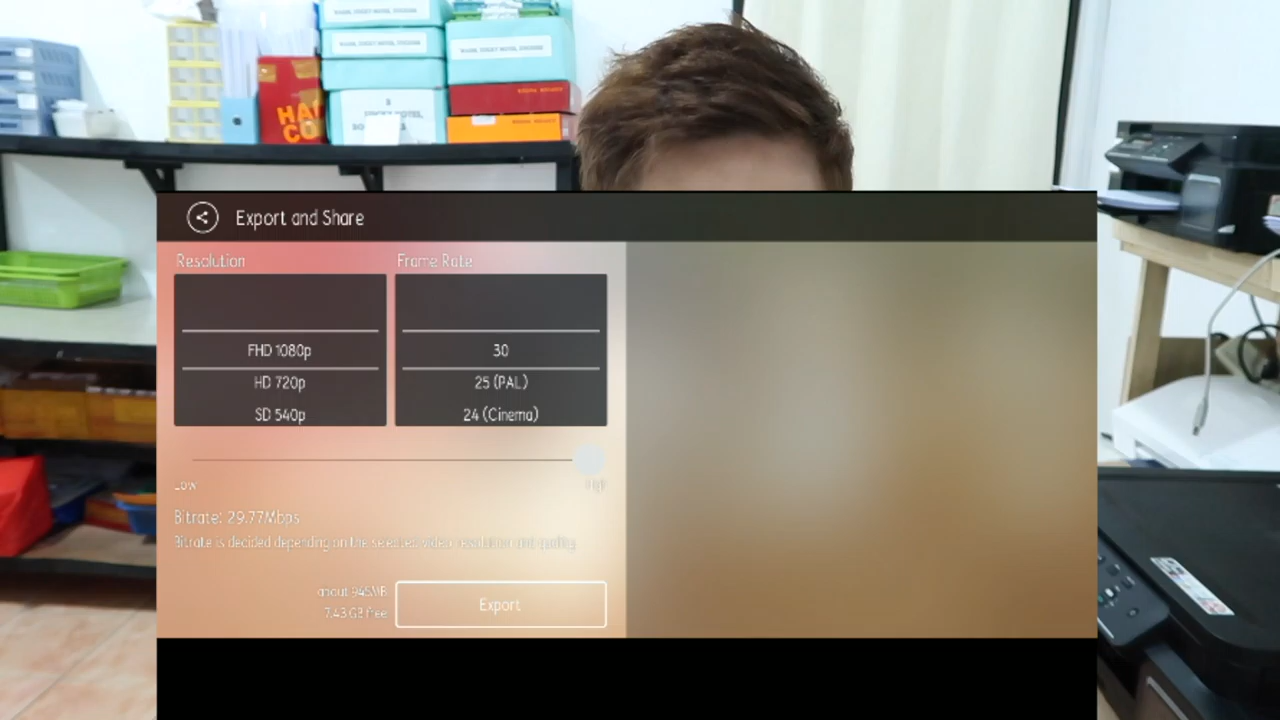 Export and Share
Resolution
Frame Rate
FHD 1080p
30
HD 720p
25 (PAL)
SD 540p
24 (Cinema)
Low
High
Bitrate: 29.77Mbps
Bitrate is decided depending on the selected video resolution and quality.
about 945MB
7.43 GB free
Export